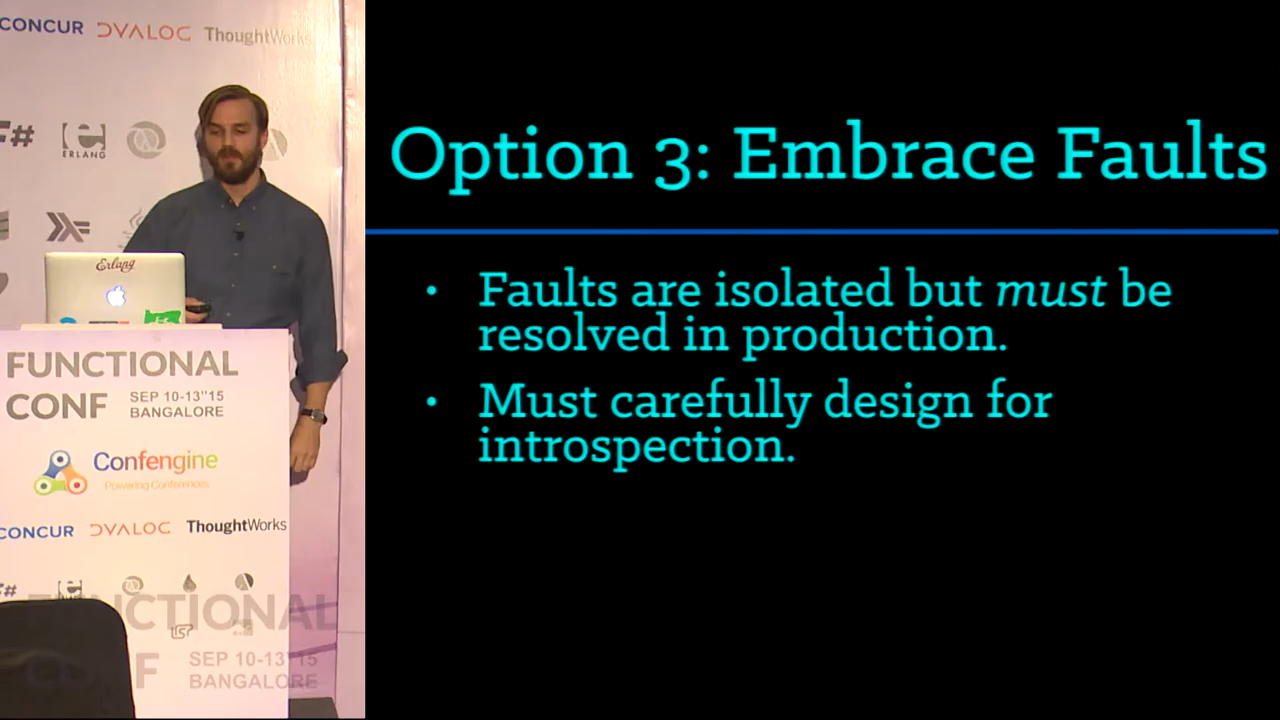 CONCUR DVALOC ThoughtWorks
F#
ERLANG
Erlang
FUNCTIONAL
CONF SEP 10-13"15
BANGALORE
Confengine
Powering Conferences
CONCUR DVALOC ThoughtWorks
SEP 10-13"15
BANGALORE
Option 3: Embrace Faults
• Faults are isolated but must be
resolved in production.
• Must carefully design for
introspection.